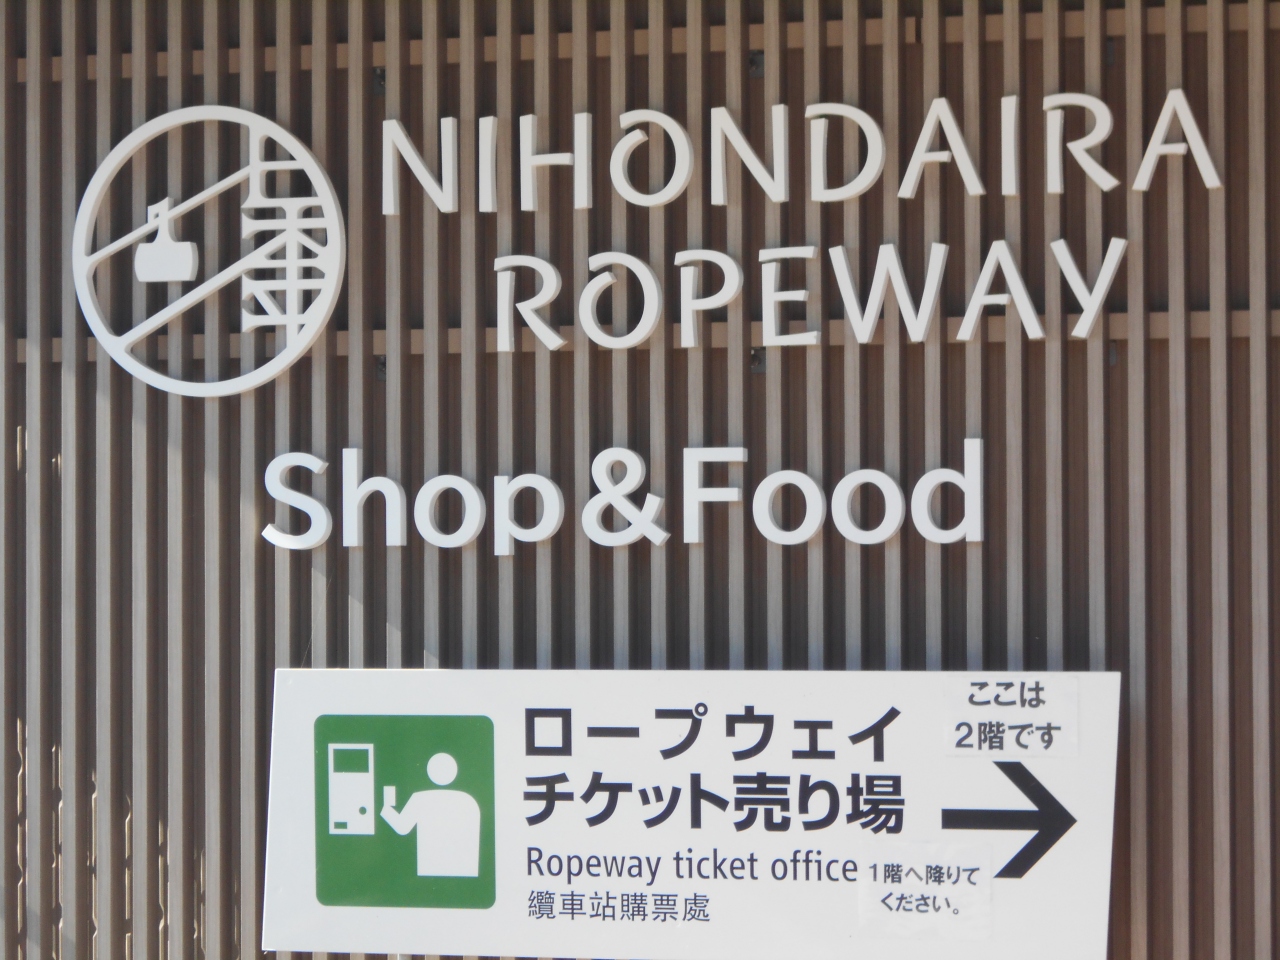 NIHONDAIRA
ROPEWAY
Shop&Food
ロープウェイ
チケット売り場
Ropeway ticket office
纜車站購票處
ここは
2階です
1階へ降りて
ください。